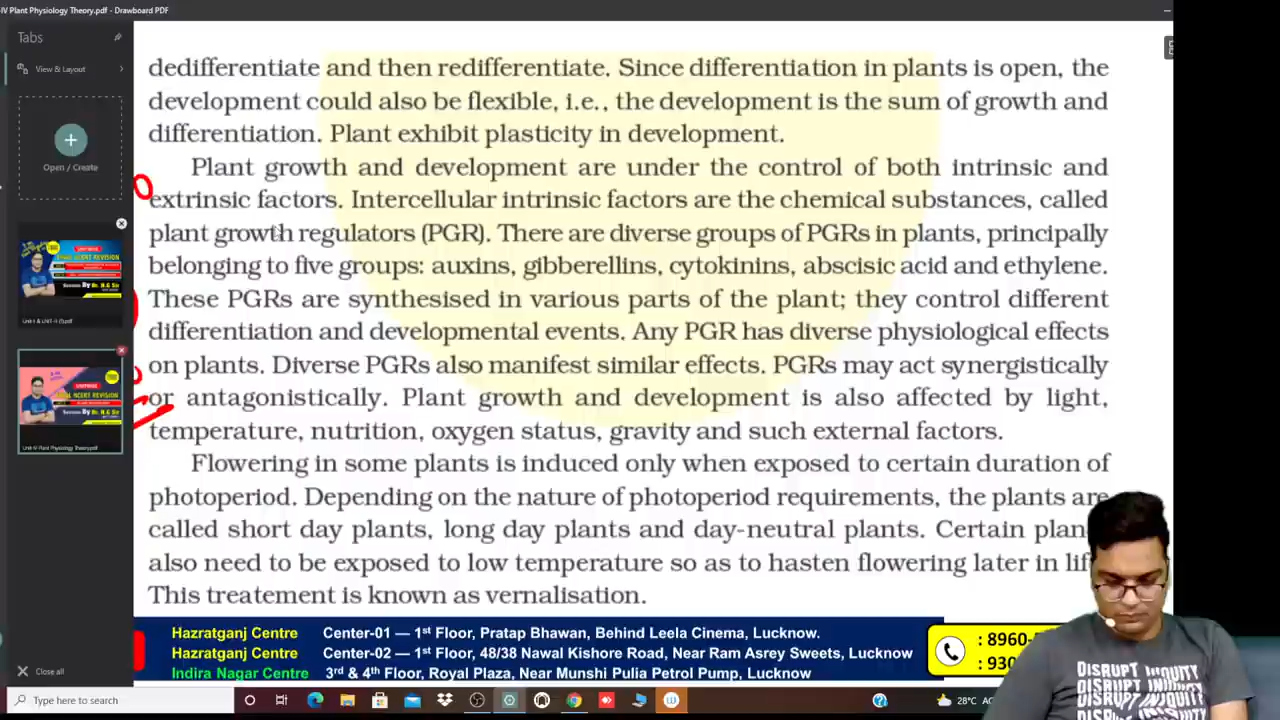 -IV Plant Physiology Theory.pdf - Drawboard PDF
Tabs
View & Layout
Open / Create
Unit-IV Plant Physiology Theory.pdf
Close all
dedifferentiate and then redifferentiate. Since differentiation in plants is open, the
development could also be flexible, i.e., the development is the sum of growth and
differentiation. Plant exhibit plasticity in development.
Plant growth and development are under the control of both intrinsic and
extrinsic factors. Intercellular intrinsic factors are the chemical substances, called
plant growth regulators (PGR). There are diverse groups of PGRs in plants, principally
belonging to five groups: auxins, gibberellins, cytokinins, abscisic acid and ethylene.
These PGRs are synthesised in various parts of the plant; they control different
differentiation and developmental events. Any PGR has diverse physiological effects
on plants. Diverse PGRs also manifest similar effects. PGRs may act synergistically
or antagonistically. Plant growth and development is also affected by light,
temperature, nutrition, oxygen status, gravity and such external factors.
Flowering in some plants is induced only when exposed to certain duration of
photoperiod. Depending on the nature of photoperiod requirements, the plants are
called short day plants, long day plants and day-neutral plants. Certain plan
also need to be exposed to low temperature so as to hasten flowering later in lif
This treatement is known as vernalisation.
Hazratganj Centre Center-01 — 1st Floor, Pratap Bhawan, Behind Leela Cinema, Lucknow.
Hazratganj Centre Center-02 — 1st Floor, 48/38 Nawal Kishore Road, Near Ram Asrey Sweets, Lucknow
Indira Nagar Centre 3rd & 4th Floor, Royal Plaza, Near Munshi Pulia Petrol Pump, Lucknow
: 8960-
: 930
DISRUPT INIQUITY
Type here to search
28°C